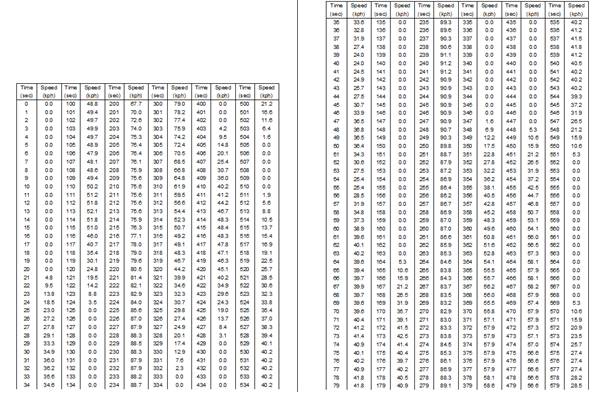 Time Speed Time Speed Time Speed Time Speed Time Speed Time Speed
(sec) (kph) (sec) (kph) (sec) (kph) (sec) (kph) (sec) (kph) (sec) (kph)
0 0.0 100 48.8 200 67.7 300 79.0 400 0.0 500 21.2
1 0.0 101 49.4 201 70.0 301 78.2 401 0.0 501 16.6
2 0.0 102 49.7 202 72.6 302 77.4 402 0.0 502 11.6
3 0.0 103 49.9 203 74.0 303 75.9 403 4.2 503 6.4
4 0.0 104 49.7 204 75.3 304 74.2 404 9.5 504 1.6
5 0.0 105 48.9 205 76.4 305 72.4 405 14.8 505 0.0
6 0.0 106 47.9 206 76.4 306 70.5 406 20.1 506 0.0
7 0.0 107 48.1 207 76.1 307 68.5 407 25.4 507 0.0
8 0.0 108 48.6 208 75.9 308 66.8 408 30.7 508 0.0
9 0.0 109 49.4 209 75.6 309 64.8 409 36.0 509 0.0
10 0.0 110 50.2 210 75.6 310 61.9 410 40.2 510 0.0
11 0.0 111 51.2 211 75.6 311 59.5 411 41.2 511 1.9
12 0.0 112 51.8 212 75.6 312 56.6 412 44.2 512 5.6
13 0.0 113 52.1 213 75.6 313 54.4 413 46.7 513 8.8
14 0.0 114 51.8 214 75.9 314 52.3 414 48.3 514 10.5
15 0.0 115 51.0 215 76.3 315 50.7 415 48.4 515 13.7
16 0.0 116 46.0 216 77.1 316 49.2 416 48.3 516 15.4
17 0.0 117 40.7 217 78.0 317 49.1 417 47.8 517 16.9
18 0.0 118 35.4 218 79.0 318 48.3 418 47.1 518 19.1
19 0.0 119 30.1 219 79.6 319 46.7 419 46.3 519 22.5
20 0.0 120 24.8 220 80.5 320 44.2 420 45.1 520 25.7
21 4.8 121 19.5 221 81.4 321 39.9 421 40.2 521 28.5
22 9.5 122 14.2 222 82.1 322 34.6 422 34.9 522 30.6
23 13.8 123 8.8 223 82.9 323 32.3 423 29.6 523 32.3
24 18.5 124 3.5 224 84.0 324 30.7 424 24.3 524 33.8
25 23.0 125 0.0 225 85.6 325 29.8 425 19.0 525 35.4
26 27.2 126 0.0 226 87.0 326 27.4 426 13.7 526 37.0
27 27.8 127 0.0 227 87.9 327 24.9 427 8.4 527 38.3
28 29.1 128 0.0 228 88.3 328 20.1 428 3.1 528 39.4
29 33.3 129 0.0 229 88.5 329 17.4 429 0.0 529 40.1
30 34.9 130 0.0 230 88.3 330 12.9 430 0.0 530 40.2
31 36.0 131 0.0 231 87.9 331 7.6 431 0.0 531 40.2
32 36.2 132 0.0 232 87.9 332 2.3 432 0.0 532 40.2
33 35.6 133 0.0 233 88.2 333 0.0 433 0.0 533 40.2
34 34.6 134 0.0 234 88.7 334 0.0 434 0.0 534 40.2
Time Speed Time Speed Time Speed Time Speed Time Speed Time Speed
(sec) (kph) (sec) (kph) (sec) (kph) (sec) (kph) (sec) (kph) (sec) (kph)
35 33.6 135 0.0 235 89.3 335 0.0 435 0.0 535 40.2
36 32.8 136 0.0 236 89.6 336 0.0 436 0.0 536 41.2
37 31.9 137 0.0 237 90.3 337 0.0 437 0.0 537 41.5
38 27.4 138 0.0 238 90.6 338 0.0 438 0.0 538 41.8
39 24.0 139 0.0 239 91.1 339 0.0 439 0.0 539 41.2
40 24.0 140 0.0 240 91.2 340 0.0 440 0.0 540 40.5
41 24.5 141 0.0 241 91.2 341 0.0 441 0.0 541 40.2
42 24.9 142 0.0 242 90.9 342 0.0 442 0.0 542 40.2
43 25.7 143 0.0 243 90.9 343 0.0 443 0.0 543 40.2
44 27.5 144 0.0 244 90.9 344 0.0 444 0.0 544 39.3
45 30.7 145 0.0 245 90.9 345 0.0 445 0.0 545 37.2
46 33.9 146 0.0 246 90.9 346 0.0 446 0.0 546 31.9
47 36.5 147 0.0 247 90.9 347 1.6 447 0.0 547 26.5
48 36.8 148 0.0 248 90.7 348 6.9 448 5.3 548 21.2
49 36.5 149 0.0 249 90.3 349 12.2 449 10.6 549 15.9
50 36.4 150 0.0 250 89.8 350 17.5 450 15.9 550 10.6
51 34.3 151 0.0 251 88.7 351 22.8 451 21.2 551 5.3
52 30.6 152 0.0 252 87.9 352 27.8 452 26.5 552 0.0
53 27.5 153 0.0 253 87.2 353 32.2 453 31.9 553 0.0
54 25.4 154 0.0 254 86.9 354 36.2 454 37.2 554 0.0
55 25.4 155 0.0 255 86.4 355 38.1 455 42.5 555 0.0
56 28.5 156 0.0 256 86.2 356 40.5 456 44.7 556 0.0
57 31.9 157 0.0 257 86.7 357 42.8 457 46.8 557 0.0
58 34.8 158 0.0 258 86.9 358 45.2 458 50.7 558 0.0
59 37.3 159 0.0 259 87.0 359 48.3 459 53.1 559 0.0
60 38.9 160 0.0 260 87.0 360 49.6 460 54.1 560 0.0
61 39.6 161 0.0 261 86.6 361 50.8 461 56.0 561 0.0
62 40.1 162 0.0 262 85.9 362 51.6 462 56.5 562 0.0
63 40.2 163 0.0 263 85.3 363 52.8 463 57.3 563 0.0
64 39.6 164 5.3 264 84.6 364 54.1 464 58.1 564 0.0
65 39.4 165 10.6 265 83.8 365 55.5 465 57.9 565 0.0
66 39.7 166 15.9 266 84.3 366 55.7 466 58.1 566 0.0
67 39.9 167 21.2 267 83.7 367 56.2 467 58.2 567 0.0
68 39.7 168 26.5 268 83.5 368 56.0 468 57.9 568 0.0
69 39.6 169 31.9 269 83.2 369 55.5 469 57.4 569 5.3
70 39.6 170 35.7 270 82.9 370 55.8 470 57.9 570 10.6
71 40.4 171 39.1 271 83.0 371 57.1 471 57.9 571 15.9
72 41.2 172 41.5 272 83.3 372 57.9 472 57.3 572 20.9
73 41.4 173 42.5 273 83.8 373 57.9 473 57.1 573 23.5
74 40.9 174 41.4 274 84.5 374 57.9 474 57.0 574 25.7
75 40.1 175 40.4 275 85.3 375 57.9 475 56.6 575 27.4
76 40.2 176 39.7 276 86.1 376 57.9 476 56.6 576 27.4
77 40.9 177 40.2 277 86.9 377 57.9 477 56.6 577 27.4
78 41.8 178 40.5 278 88.3 378 58.1 478 56.6 578 28.2
79 41.8 179 40.9 279 89.3 379 58.6 479 56.6 579 28.5